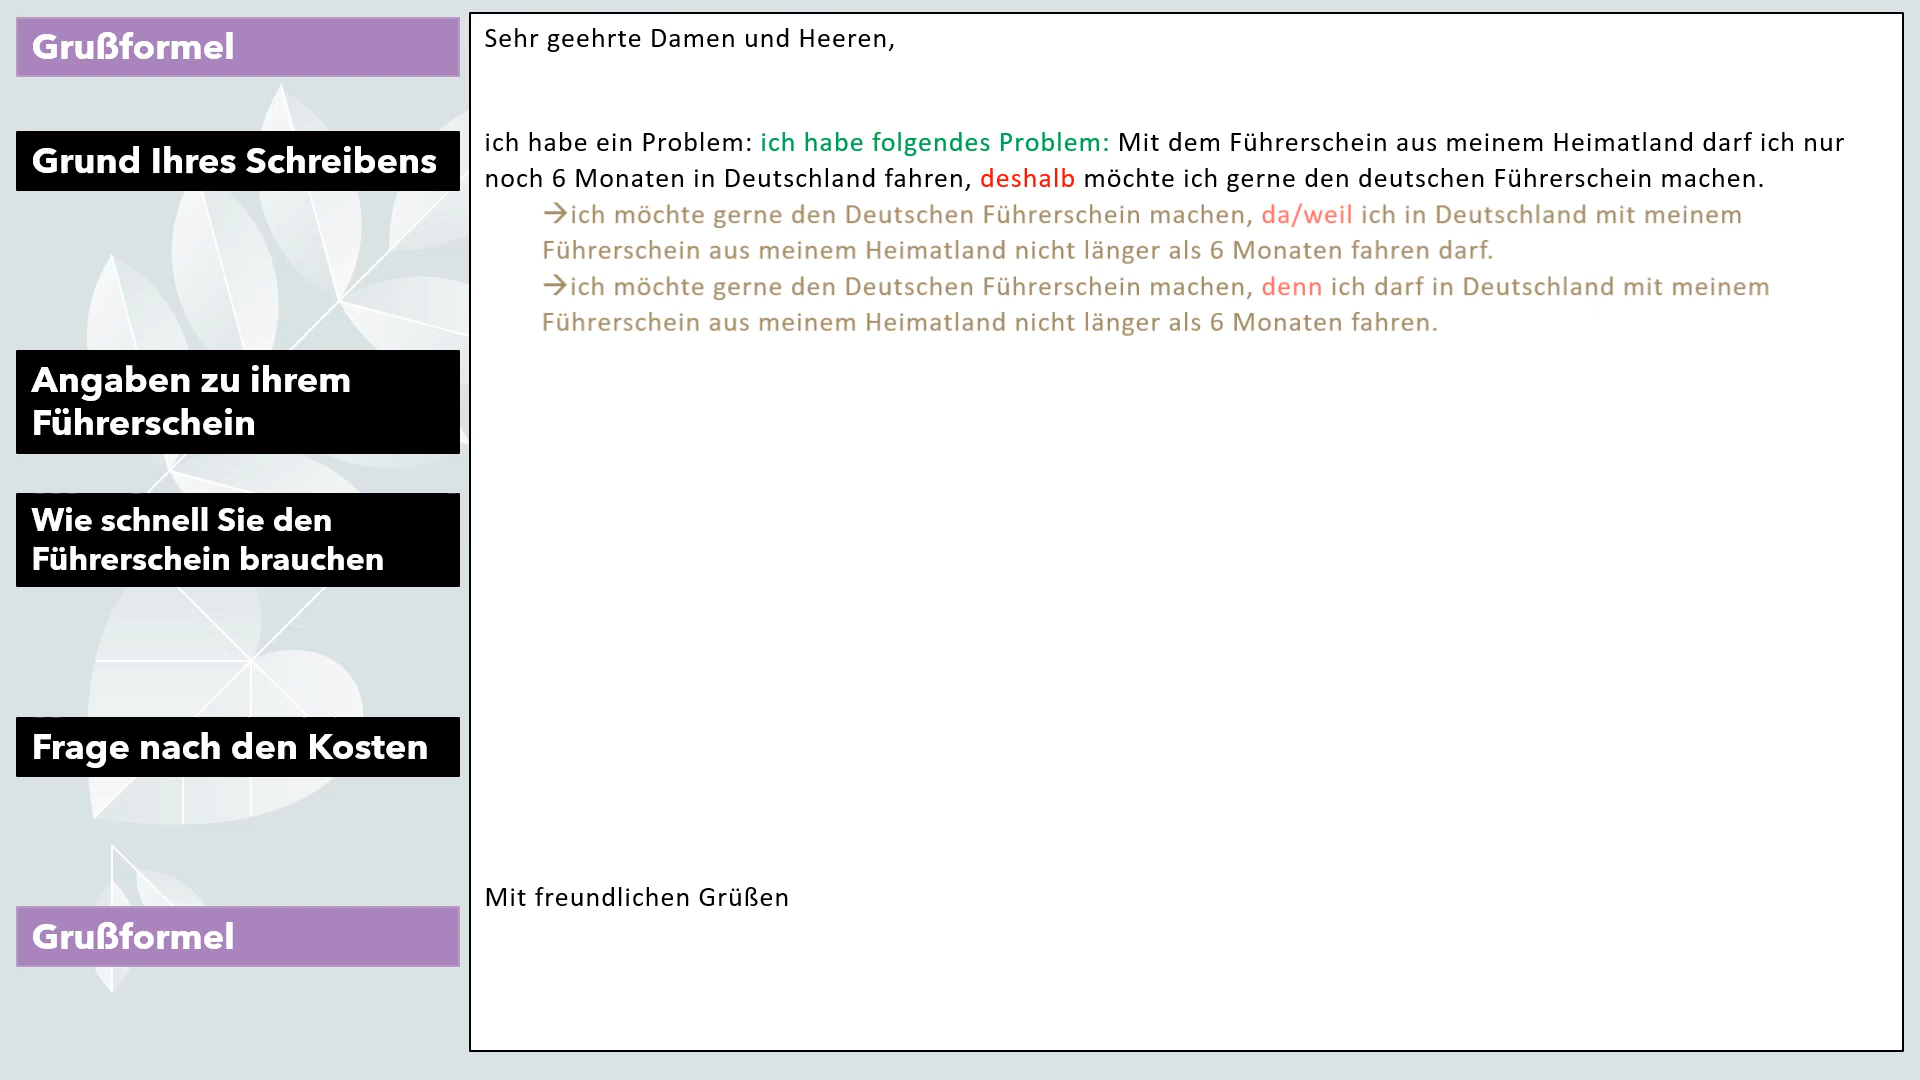 Grußformel
Sehr geehrte Damen und Heeren,
Grund Ihres Schreibens
ich habe ein Problem: ich habe folgendes Problem: Mit dem Führerschein aus meinem Heimatland darf ich nur
noch 6 Monaten in Deutschland fahren, deshalb möchte ich gerne den deutschen Führerschein machen.
→ich möchte gerne den Deutschen Führerschein machen, da/weil ich in Deutschland mit meinem
Führerschein aus meinem Heimatland nicht länger als 6 Monaten fahren darf.
→ich möchte gerne den Deutschen Führerschein machen, denn ich darf in Deutschland mit meinem
Führerschein aus meinem Heimatland nicht länger als 6 Monaten fahren.
Angaben zu ihrem
Führerschein
Wie schnell Sie den
Führerschein brauchen
Frage nach den Kosten
Mit freundlichen Grüßen
Grußformel